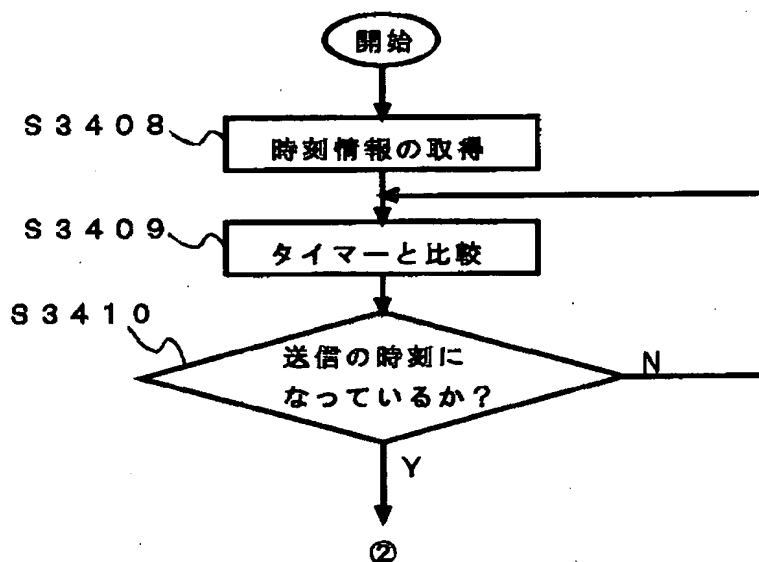 開始
S3408
時刻情報の取得
S3409
タイマーと比較
S3410
送信の時刻に
なっているか？
N
Y
②